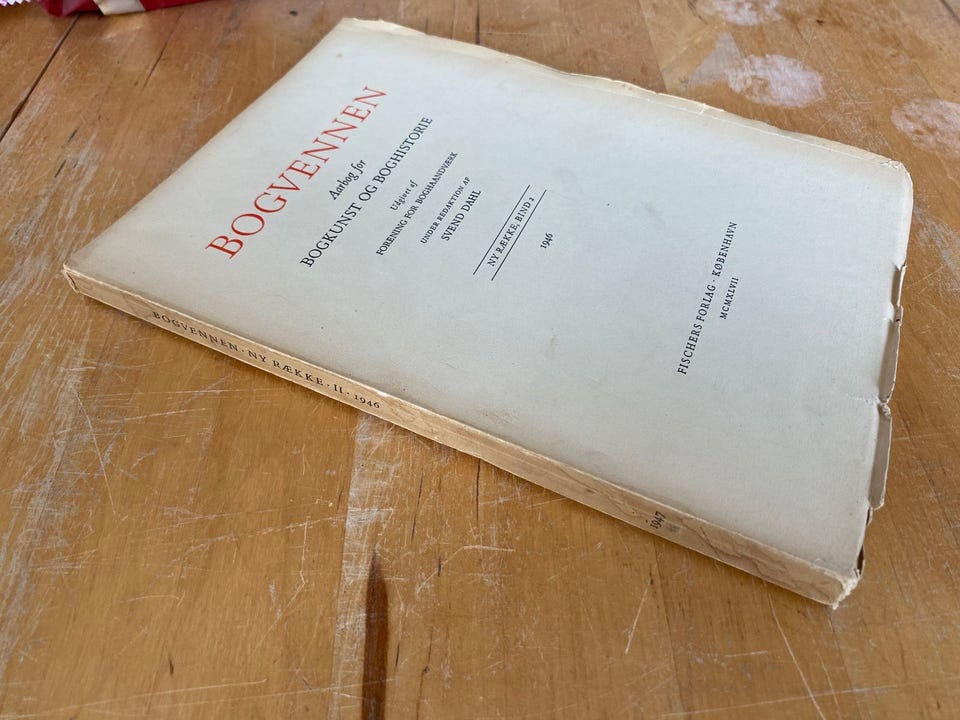 BOGVENNEN
Aarbog for
BOGKUNST OG BOGHISTORIE
Udgivet af
FORENING FOR BOGHAANDVÆRK
UNDER REDAKTION AF
SVEND DAHL
NY RÆKKE, BIND 2
1946
FISCHERS FORLAG · KØBENHAVN
MCMXLVII
BOGVENNEN · NY RÆKKE · II · 1946
1947